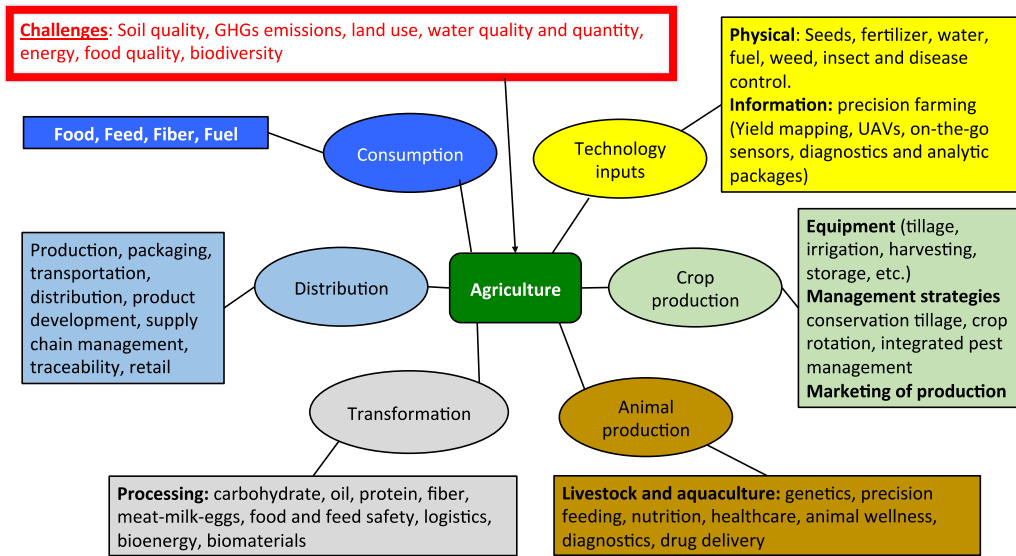 Challenges: Soil quality, GHGs emissions, land use, water quality and quantity,
energy, food quality, biodiversity
Physical: Seeds, fertilizer, water,
fuel, weed, insect and disease
control.
Information: precision farming
(Yield mapping, UAVs, on-the-go
sensors, diagnostics and analytic
packages)
Food, Feed, Fiber, Fuel
Consumption
Technology
inputs
Production, packaging,
transportation,
distribution, product
development, supply
chain management,
traceability, retail
Distribution
Agriculture
Crop
production
Equipment (tillage,
irrigation, harvesting,
storage, etc.)
Management strategies
conservation tillage, crop
rotation, integrated pest
management
Marketing of production
Transformation
Animal
production
Processing: carbohydrate, oil, protein, fiber,
meat-milk-eggs, food and feed safety, logistics,
bioenergy, biomaterials
Livestock and aquaculture: genetics, precision
feeding, nutrition, healthcare, animal wellness,
diagnostics, drug delivery